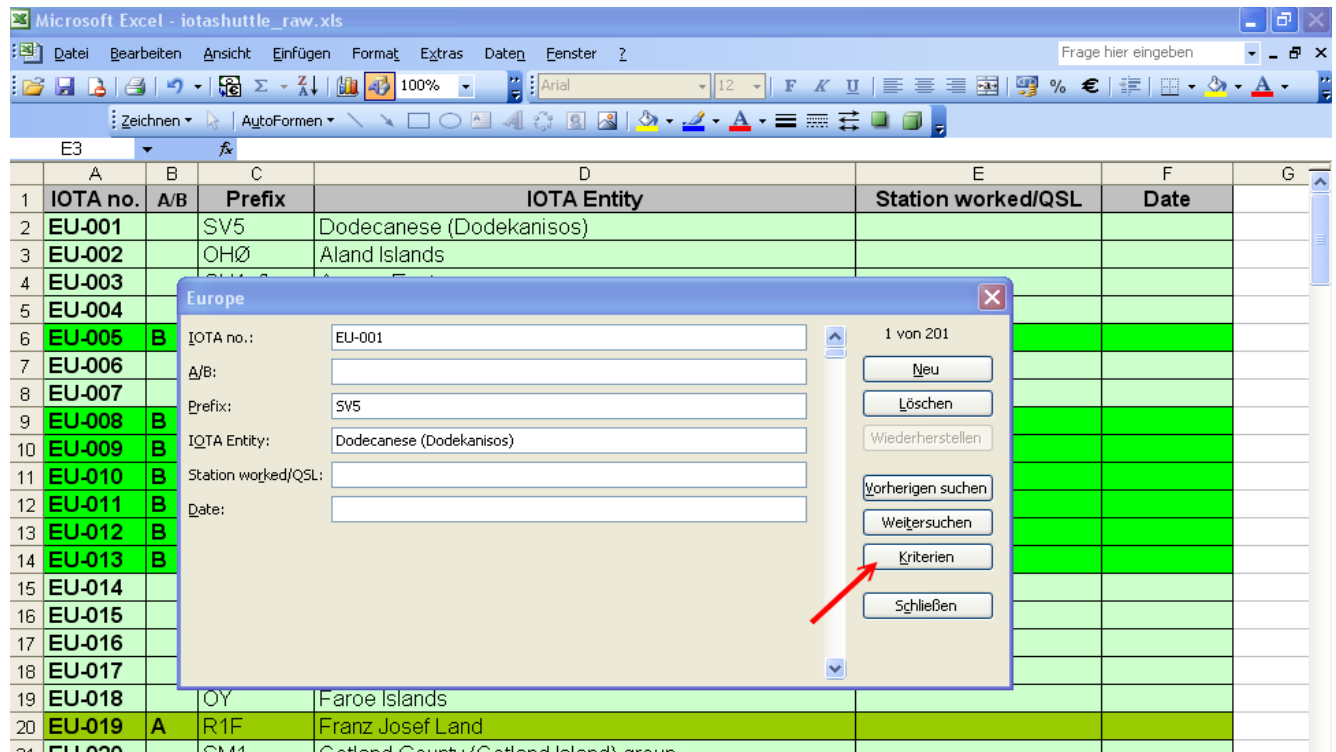 Microsoft Excel - iotashuttle_raw.xls
Datei Bearbeiten Ansicht Einfügen Format Extras Daten Fenster ? Frage hier eingeben
100% Arial 12 F K U % €
Zeichnen AutoFormen
E3 fx
A B C D E F G
1 IOTA no. A/B Prefix IOTA Entity Station worked/QSL Date
2 EU-001 SV5 Dodecanese (Dodekanisos)
3 EU-002 OHØ Aland Islands
4 EU-003
5 EU-004
6 EU-005 B
7 EU-006
8 EU-007
9 EU-008 B
10 EU-009 B
11 EU-010 B
12 EU-011 B
13 EU-012 B
14 EU-013 B
15 EU-014
16 EU-015
17 EU-016
18 EU-017
19 EU-018 OY Faroe Islands
20 EU-019 A R1F Franz Josef Land
Europe
IOTA no.: EU-001
A/B:
Prefix: SV5
IOTA Entity: Dodecanese (Dodekanisos)
Station worked/QSL:
Date:
1 von 201
Neu
Löschen
Wiederherstellen
Vorherigen suchen
Weitersuchen
Kriterien
Schließen